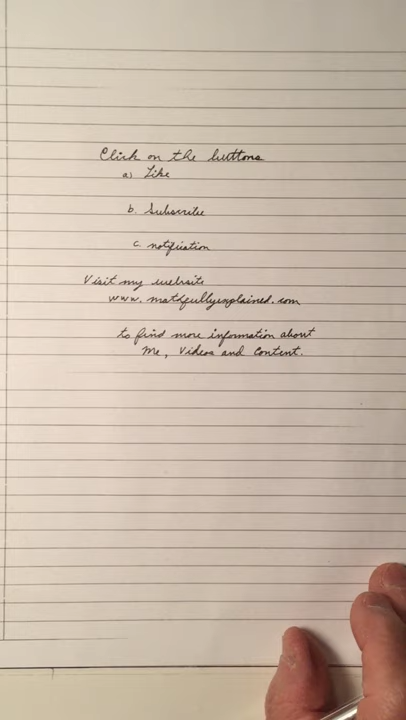 Click on the buttons
a) Like
b. Subscribe
c. notification
Visit my website
www.mathfullyexplained.com
to find more information about
me, Videos and Content.